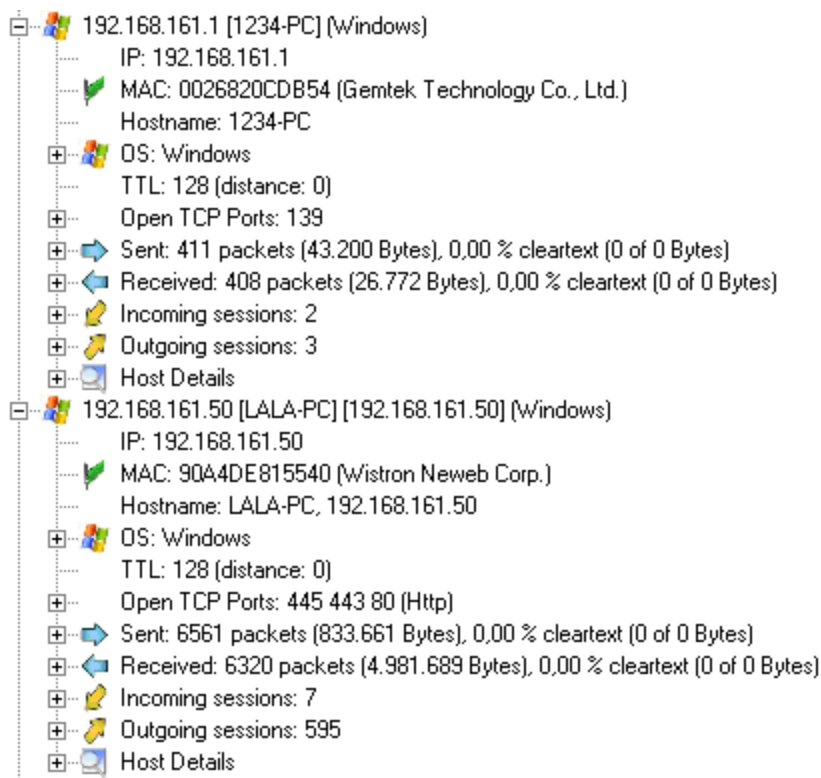 192.168.161.1 [1234-PC] (Windows)
IP: 192.168.161.1
MAC: 0026820CDB54 (Gemtek Technology Co., Ltd.)
Hostname: 1234-PC
OS: Windows
TTL: 128 (distance: 0)
Open TCP Ports: 139
Sent: 411 packets (43.200 Bytes), 0,00 % cleartext (0 of 0 Bytes)
Received: 408 packets (26.772 Bytes), 0,00 % cleartext (0 of 0 Bytes)
Incoming sessions: 2
Outgoing sessions: 3
Host Details
192.168.161.50 [LALA-PC] [192.168.161.50] (Windows)
IP: 192.168.161.50
MAC: 90A4DE815540 (Wistron Neweb Corp.)
Hostname: LALA-PC, 192.168.161.50
OS: Windows
TTL: 128 (distance: 0)
Open TCP Ports: 445 443 80 (Http)
Sent: 6561 packets (833.661 Bytes), 0,00 % cleartext (0 of 0 Bytes)
Received: 6320 packets (4.981.689 Bytes), 0,00 % cleartext (0 of 0 Bytes)
Incoming sessions: 7
Outgoing sessions: 595
Host Details